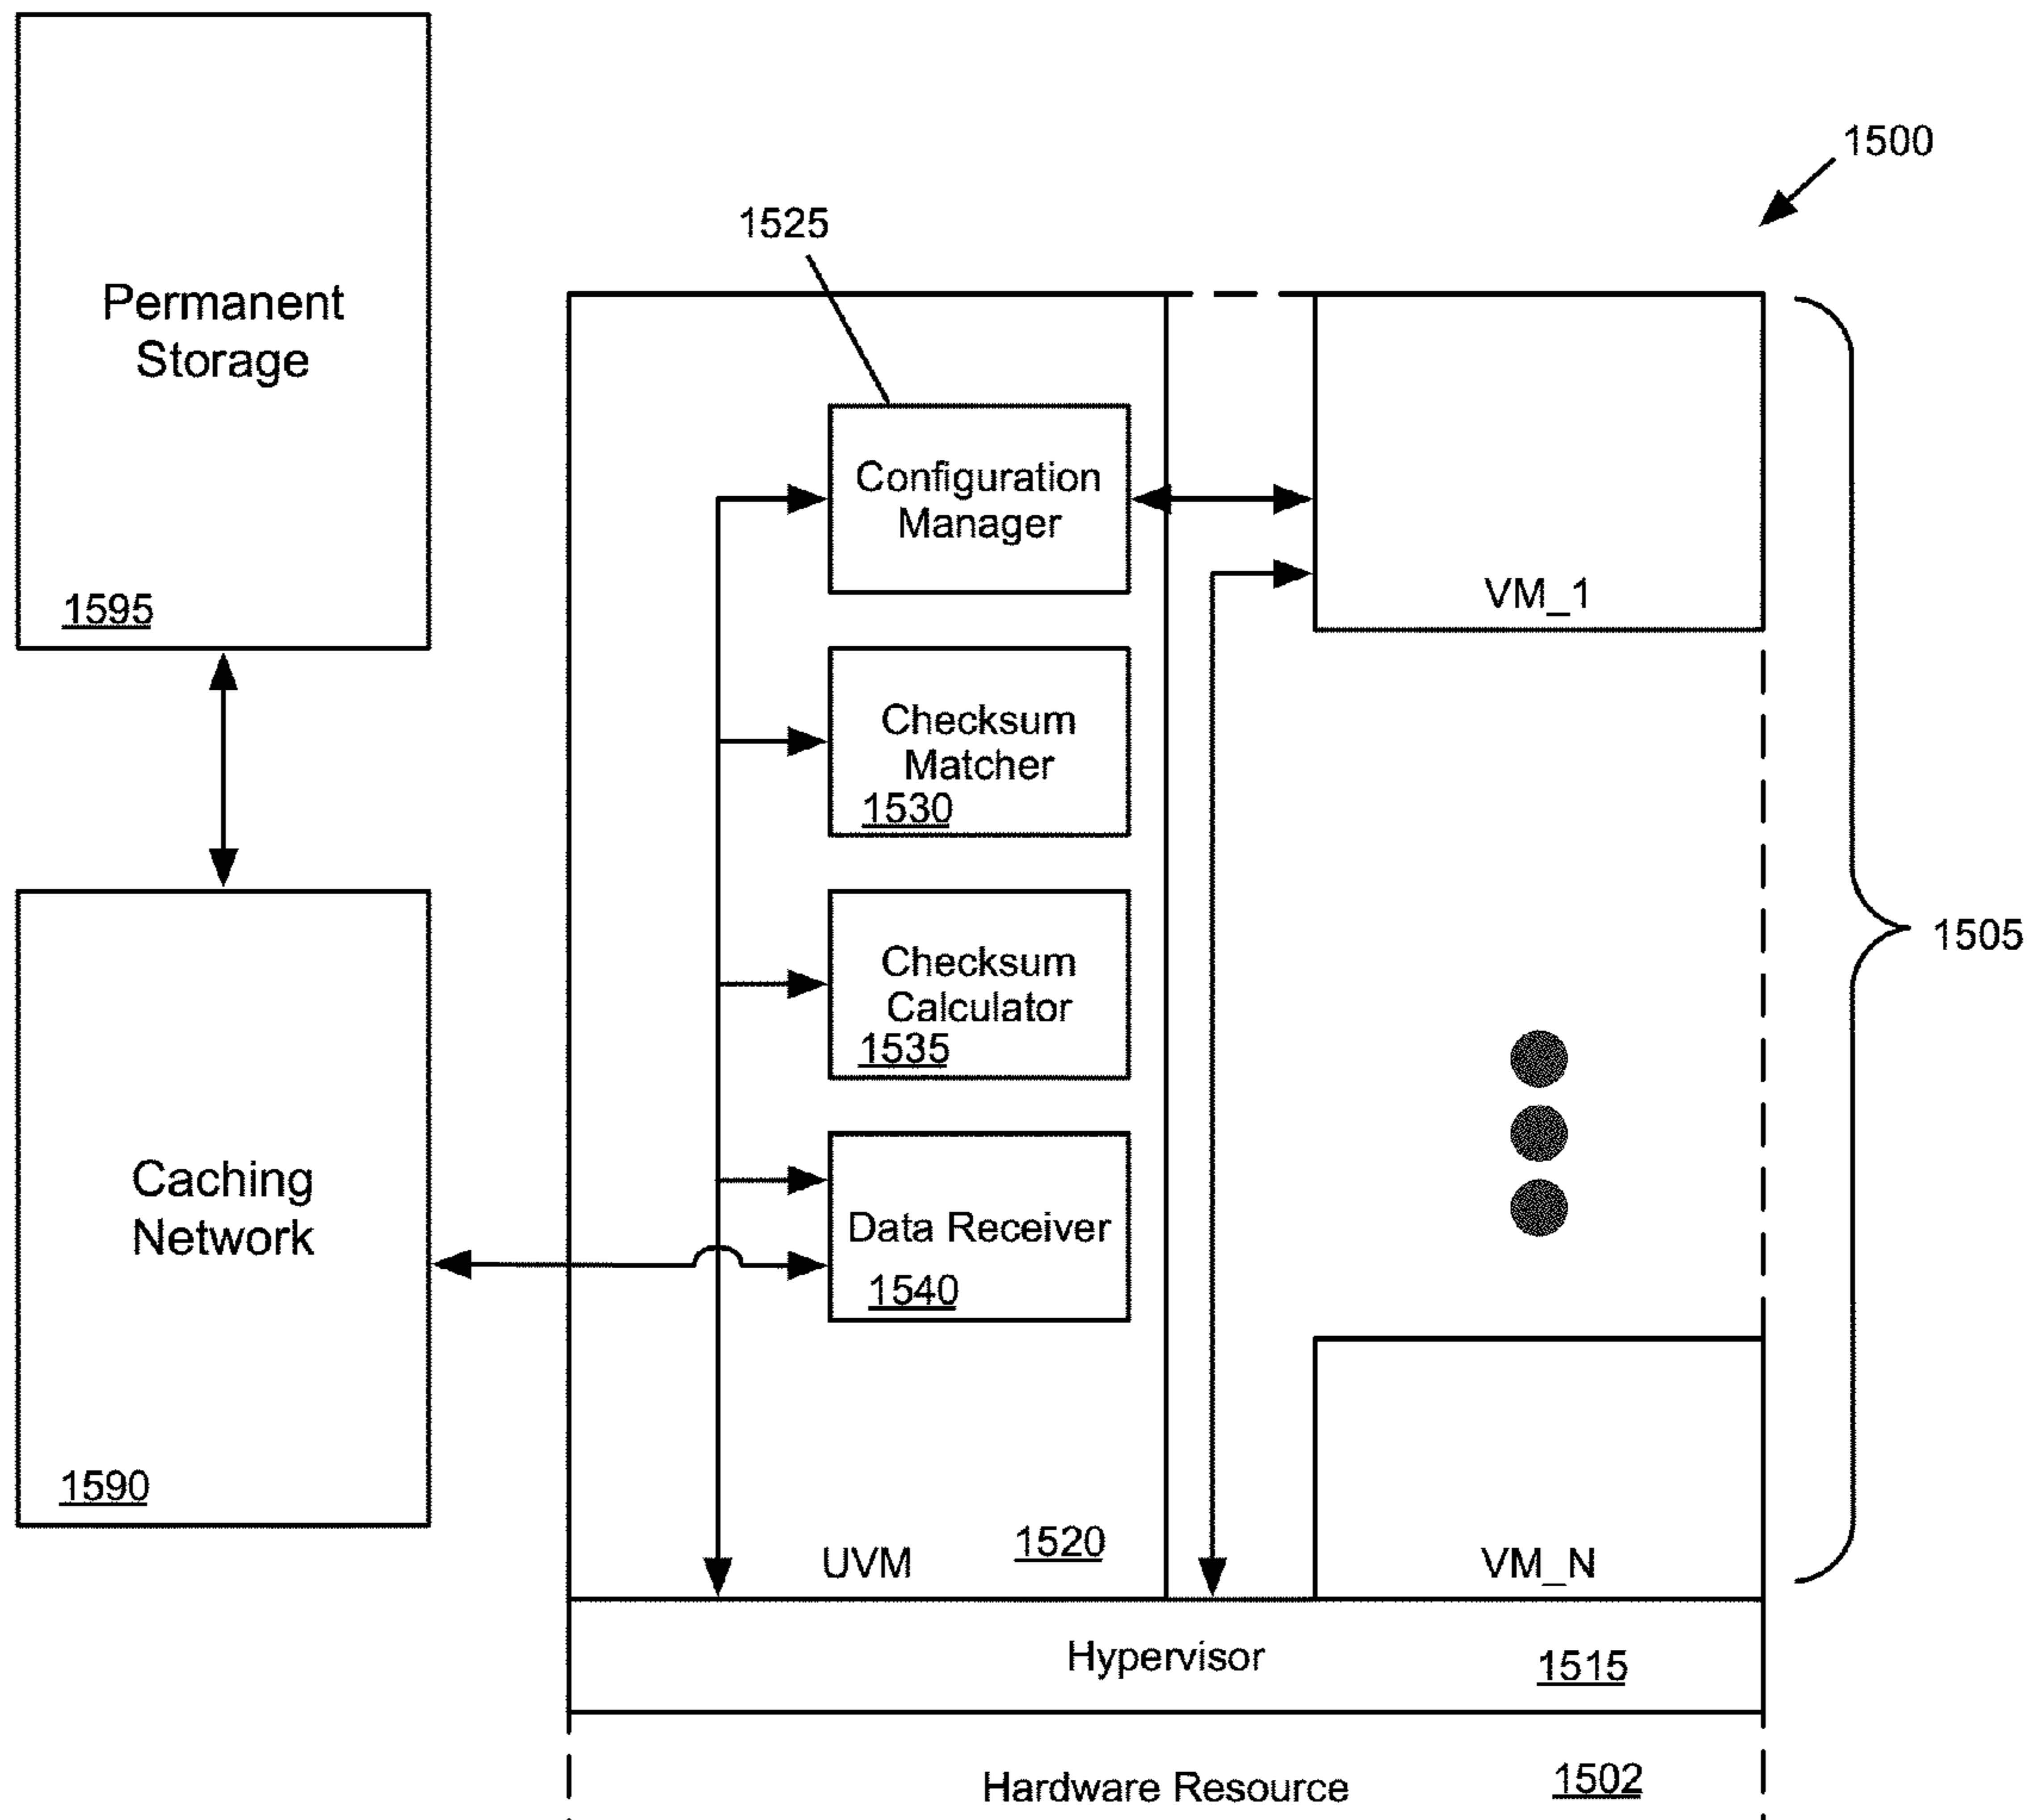 1500
1525
Permanent
Storage
1595
Configuration
Manager
VM_1
Checksum
Matcher
1530
Checksum
Calculator
1535
1505
Caching
Network
1590
Data Receiver
1540
UVM
1520
VM_N
Hypervisor
1515
Hardware Resource
1502